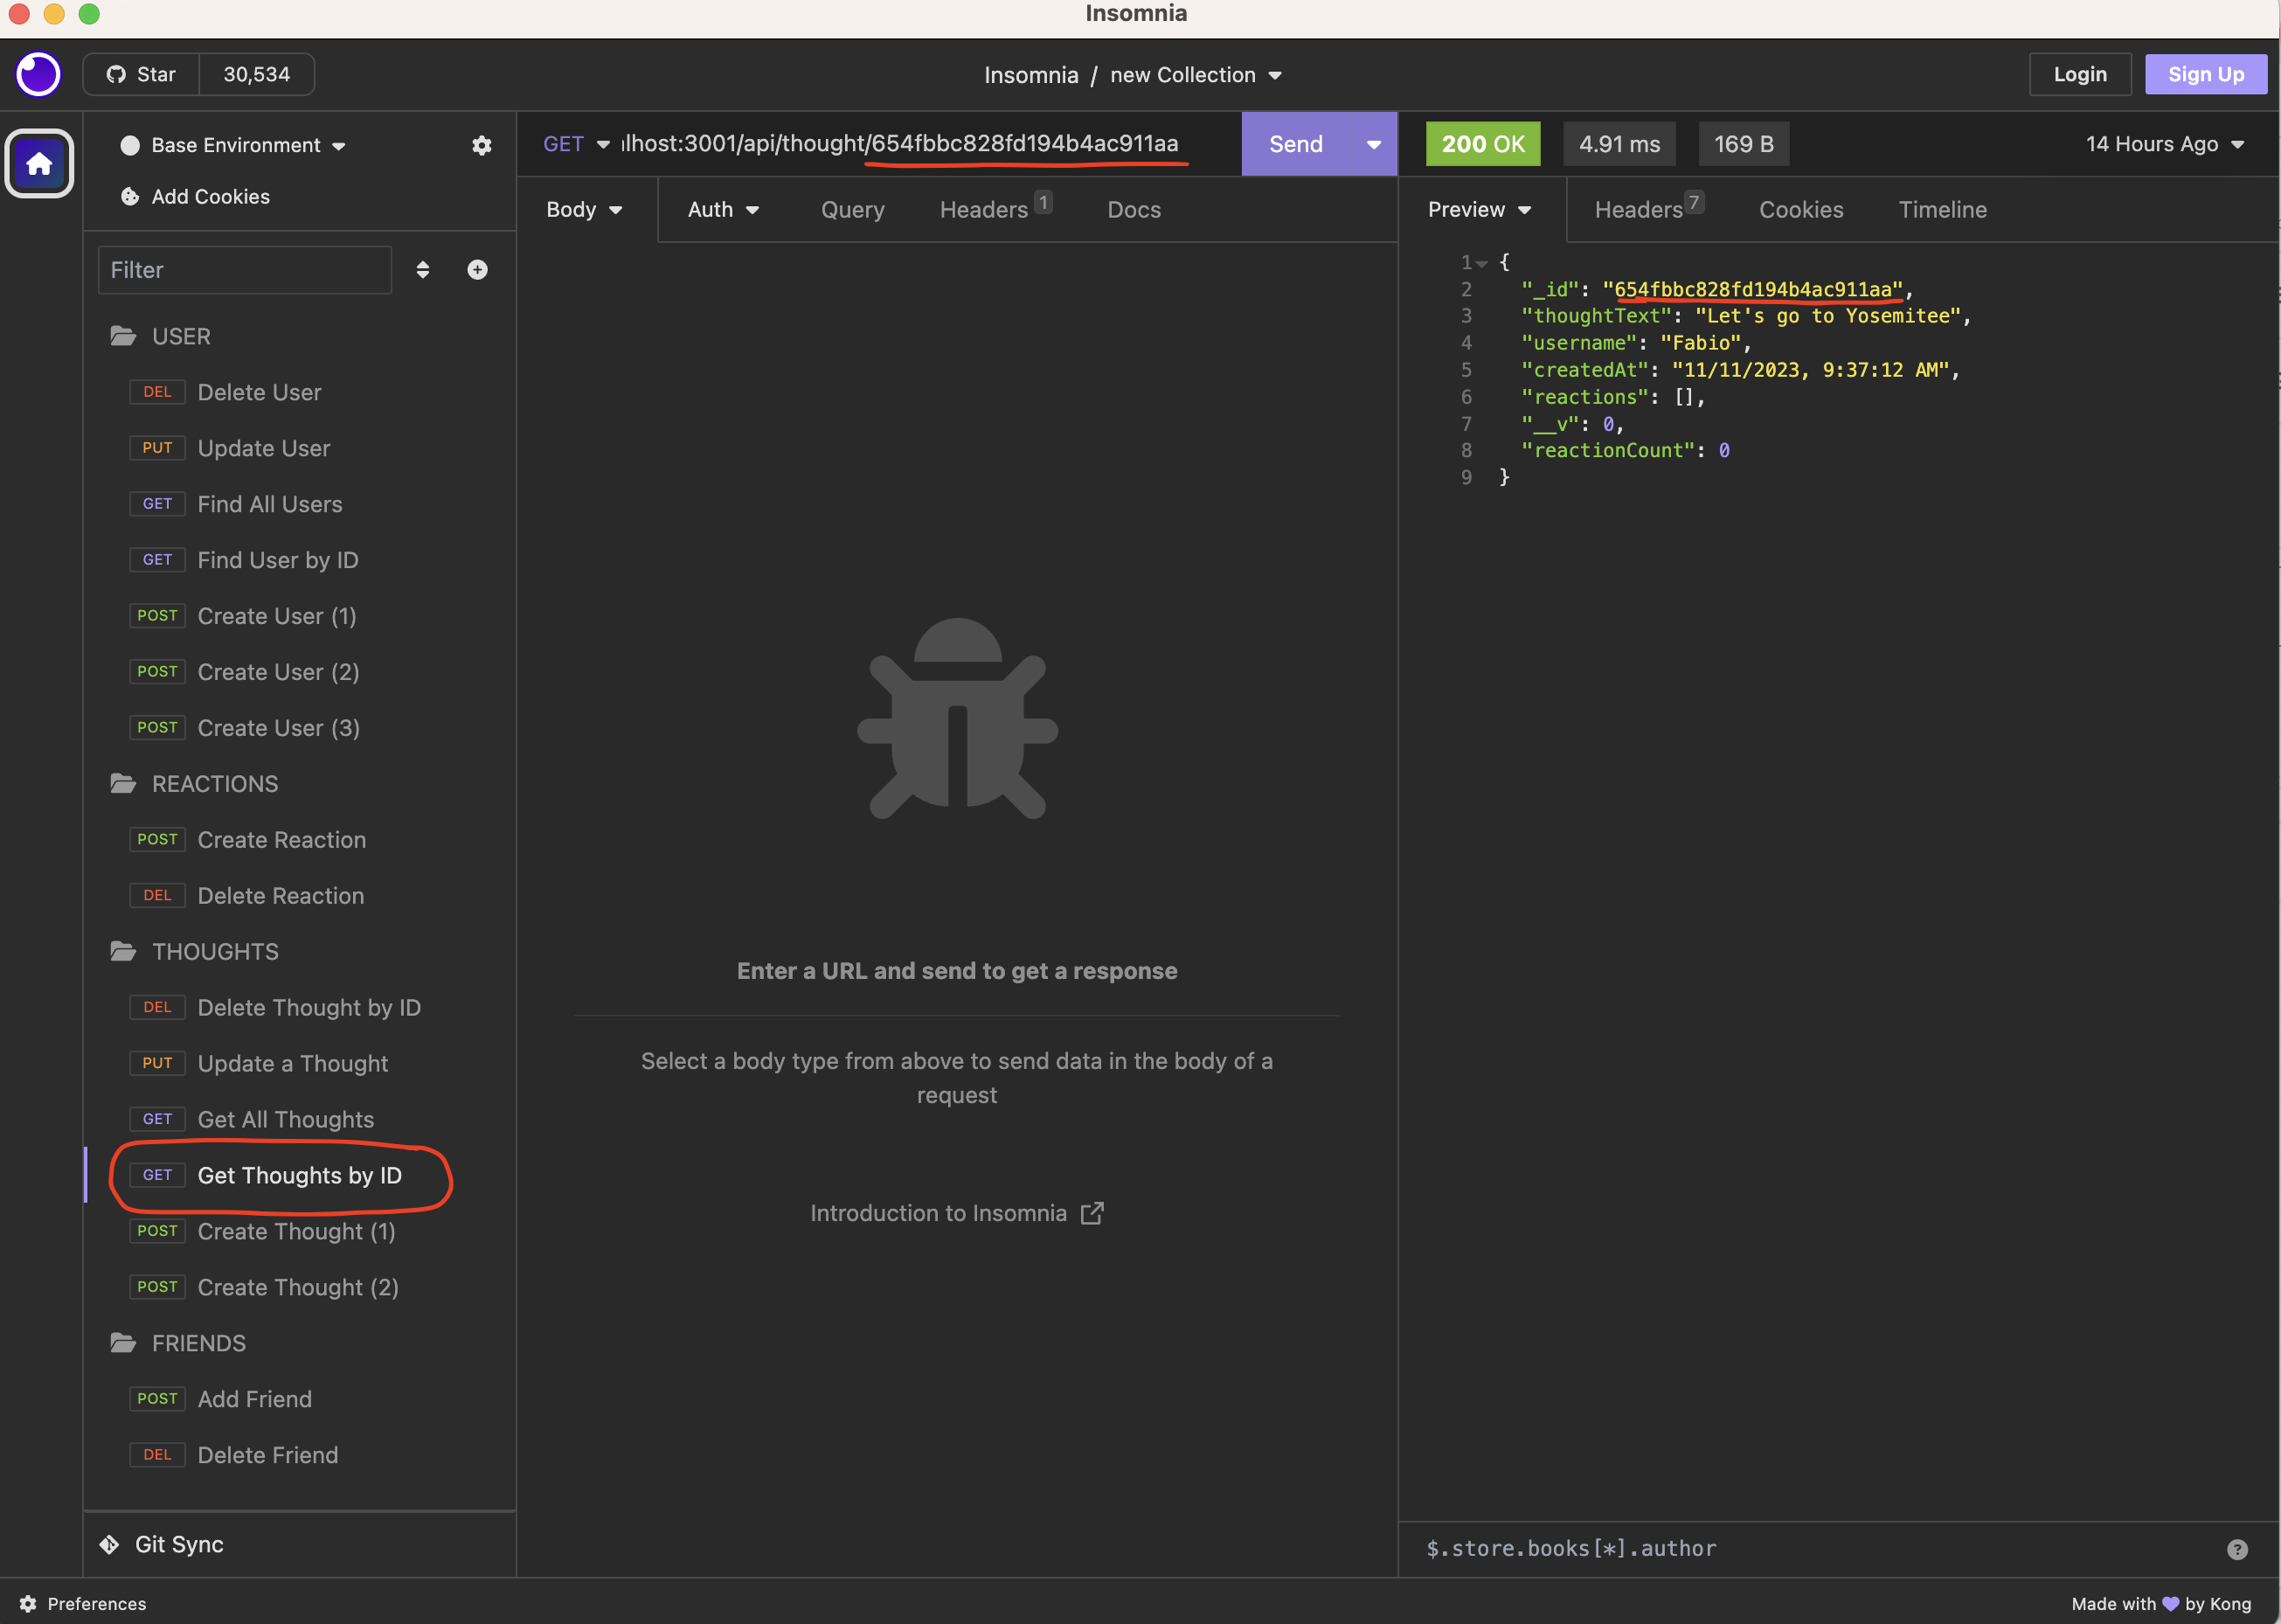 Insomnia
Star 30,534
Insomnia / new Collection
Login Sign Up
Base Environment
Add Cookies
Filter
USER
DEL Delete User
PUT Update User
GET Find All Users
GET Find User by ID
POST Create User (1)
POST Create User (2)
POST Create User (3)
REACTIONS
POST Create Reaction
DEL Delete Reaction
THOUGHTS
DEL Delete Thought by ID
PUT Update a Thought
GET Get All Thoughts
GET Get Thoughts by ID
POST Create Thought (1)
POST Create Thought (2)
FRIENDS
POST Add Friend
DEL Delete Friend
Git Sync
Preferences
GET lhost:3001/api/thought/654fbbc828fd194b4ac911aa Send
Body Auth Query Headers 1 Docs
Enter a URL and send to get a response
Select a body type from above to send data in the body of a
request
Introduction to Insomnia
200 OK 4.91 ms 169 B 14 Hours Ago
Preview Headers 7 Cookies Timeline
1 {
2 "_id": "654fbbc828fd194b4ac911aa",
3 "thoughtText": "Let's go to Yosemitee",
4 "username": "Fabio",
5 "createdAt": "11/11/2023, 9:37:12 AM",
6 "reactions": [],
7 "__v": 0,
8 "reactionCount": 0
9 }
$.store.books[*].author
Made with 💜 by Kong